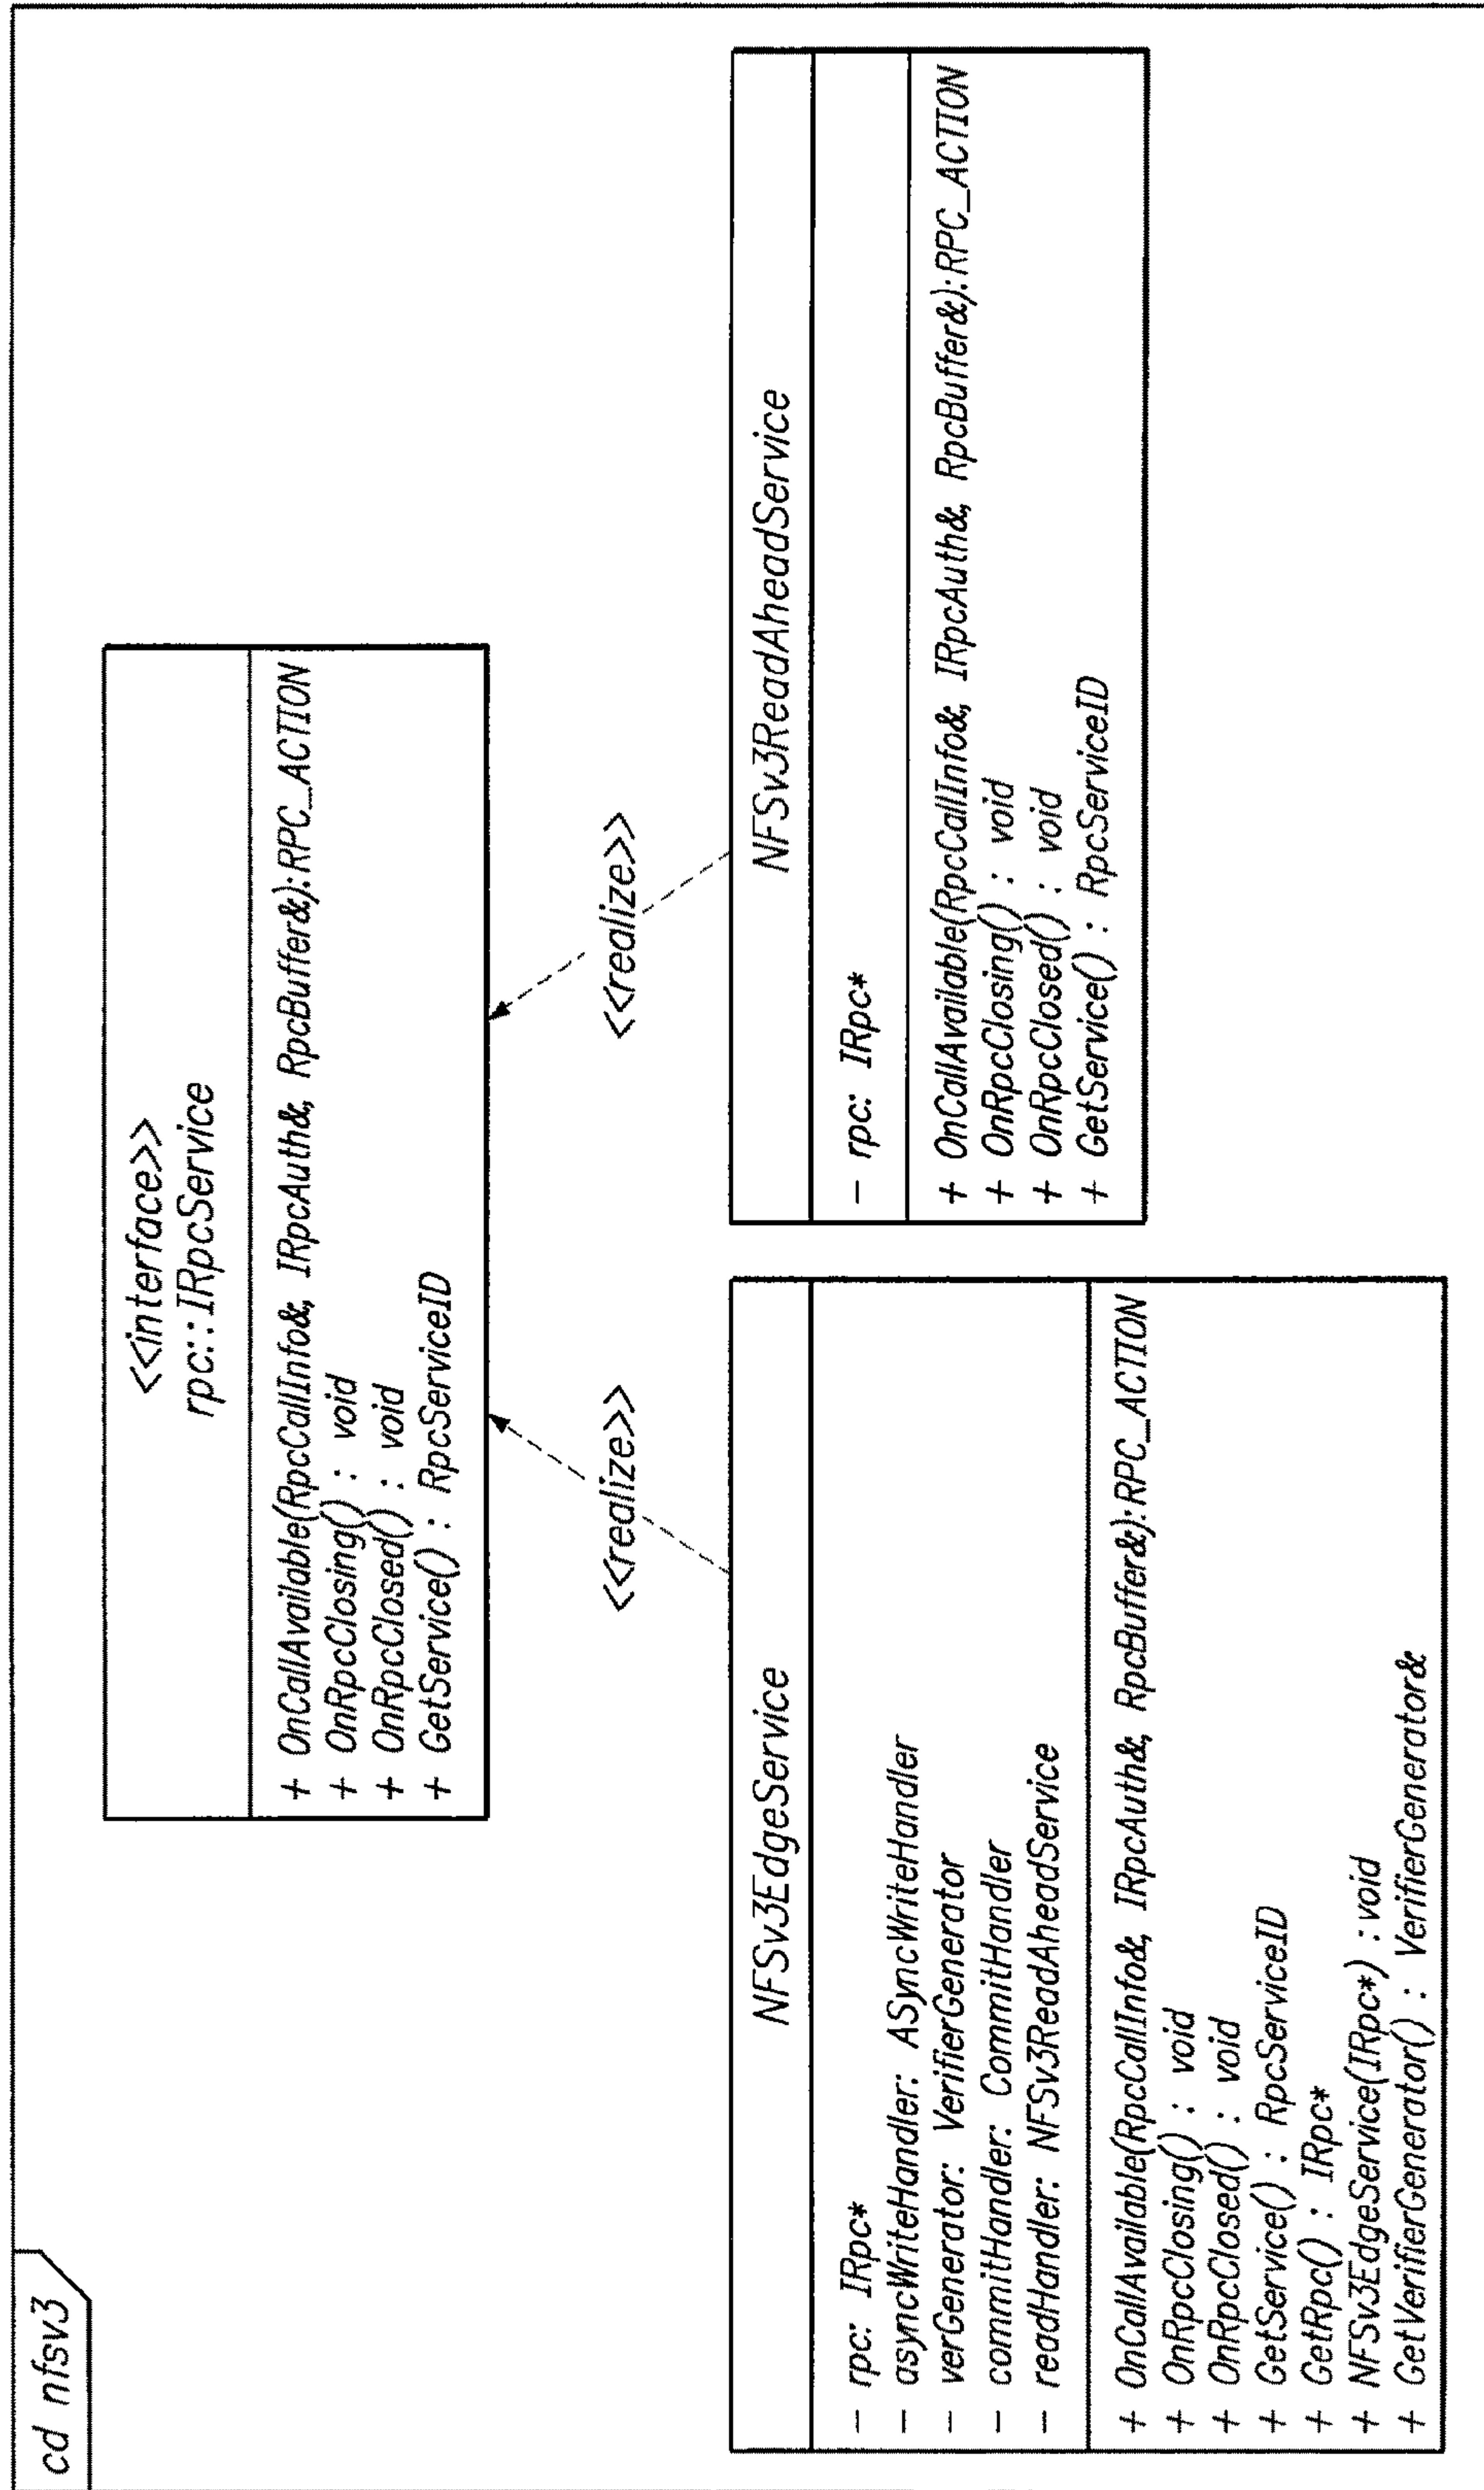 cd nfsv3
<<interface>>
rpc::IRpcService
+ OnCallAvailable(RpcCallInfo&, IRpcAuth&, RpcBuffer&):RPC_ACTION
+ OnRpcClosing() : void
+ OnRpcClosed() : void
+ GetService() : RpcServiceID
<<realize>>
<<realize>>
NFSv3EdgeService
- rpc: IRpc*
- asyncWriteHandler: ASyncWriteHandler
- verGenerator: VerifierGenerator
- commitHandler: CommitHandler
- readHandler: NFSv3ReadAheadService
+ OnCallAvailable(RpcCallInfo&, IRpcAuth&, RpcBuffer&):RPC_ACTION
+ OnRpcClosing() : void
+ OnRpcClosed() : void
+ GetService() : RpcServiceID
+ GetRpc() : IRpc*
+ NFSv3EdgeService(IRpc*) : void
+ GetVerifierGenerator() : VerifierGenerator&
NFSv3ReadAheadService
- rpc: IRpc*
+ OnCallAvailable(RpcCallInfo&, IRpcAuth&, RpcBuffer&):RPC_ACTION
+ OnRpcClosing() : void
+ OnRpcClosed() : void
+ GetService() : RpcServiceID